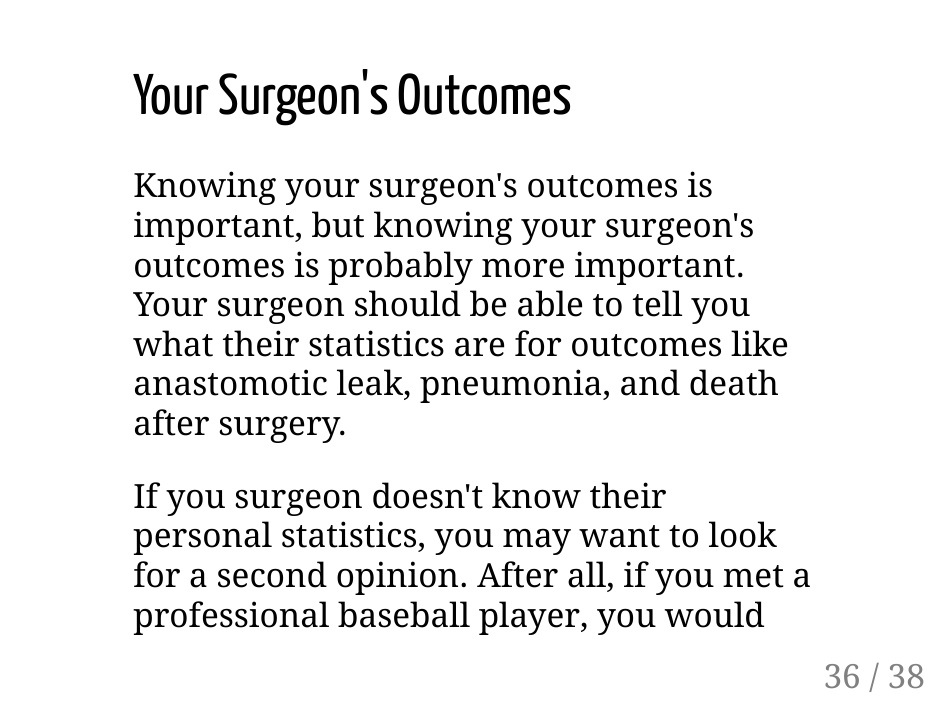 Your Surgeon's Outcomes
Knowing your surgeon's outcomes is
important, but knowing your surgeon's
outcomes is probably more important.
Your surgeon should be able to tell you
what their statistics are for outcomes like
anastomotic leak, pneumonia, and death
after surgery.
If you surgeon doesn't know their
personal statistics, you may want to look
for a second opinion. After all, if you met a
professional baseball player, you would
36 / 38